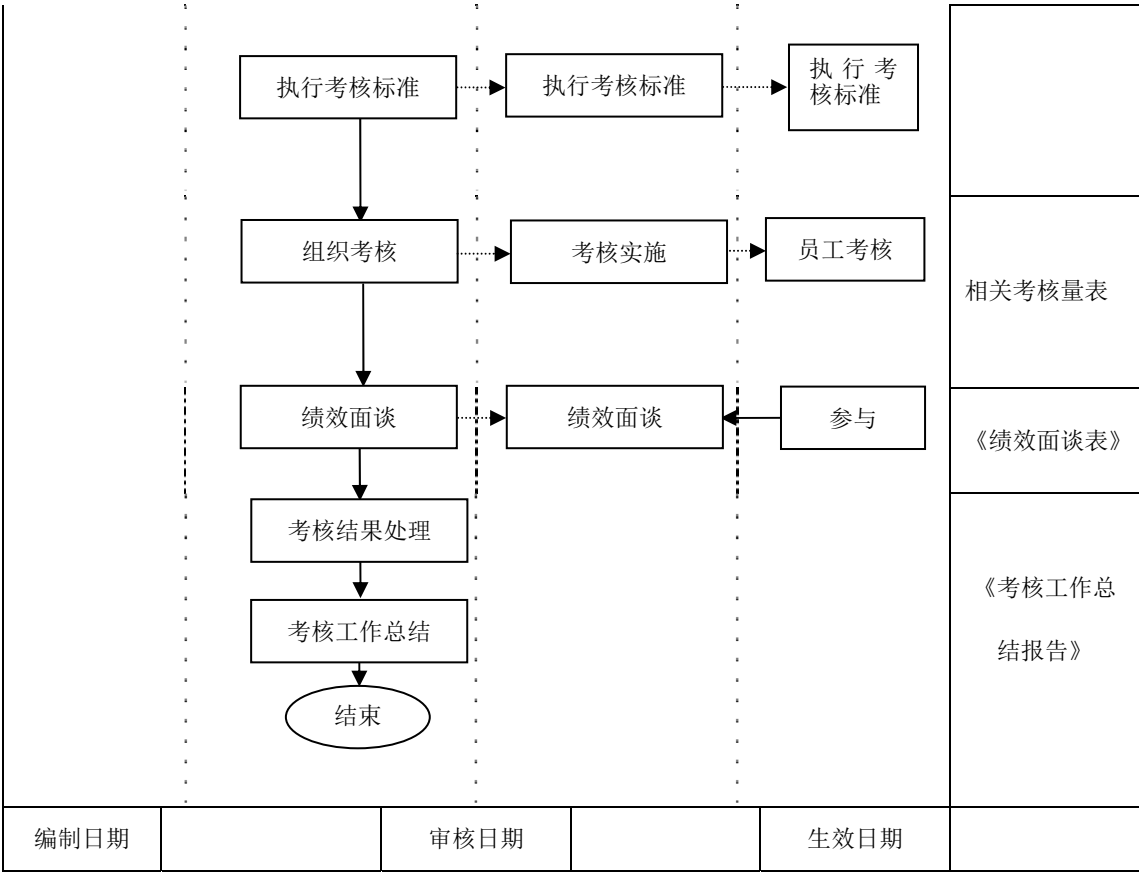 执行考核标准
执行考核标准
执行考
核标准
组织考核
考核实施
员工考核
相关考核量表
绩效面谈
绩效面谈
参与
《绩效面谈表》
考核结果处理
考核工作总结
《考核工作总
结报告》
结束
编制日期
审核日期
生效日期